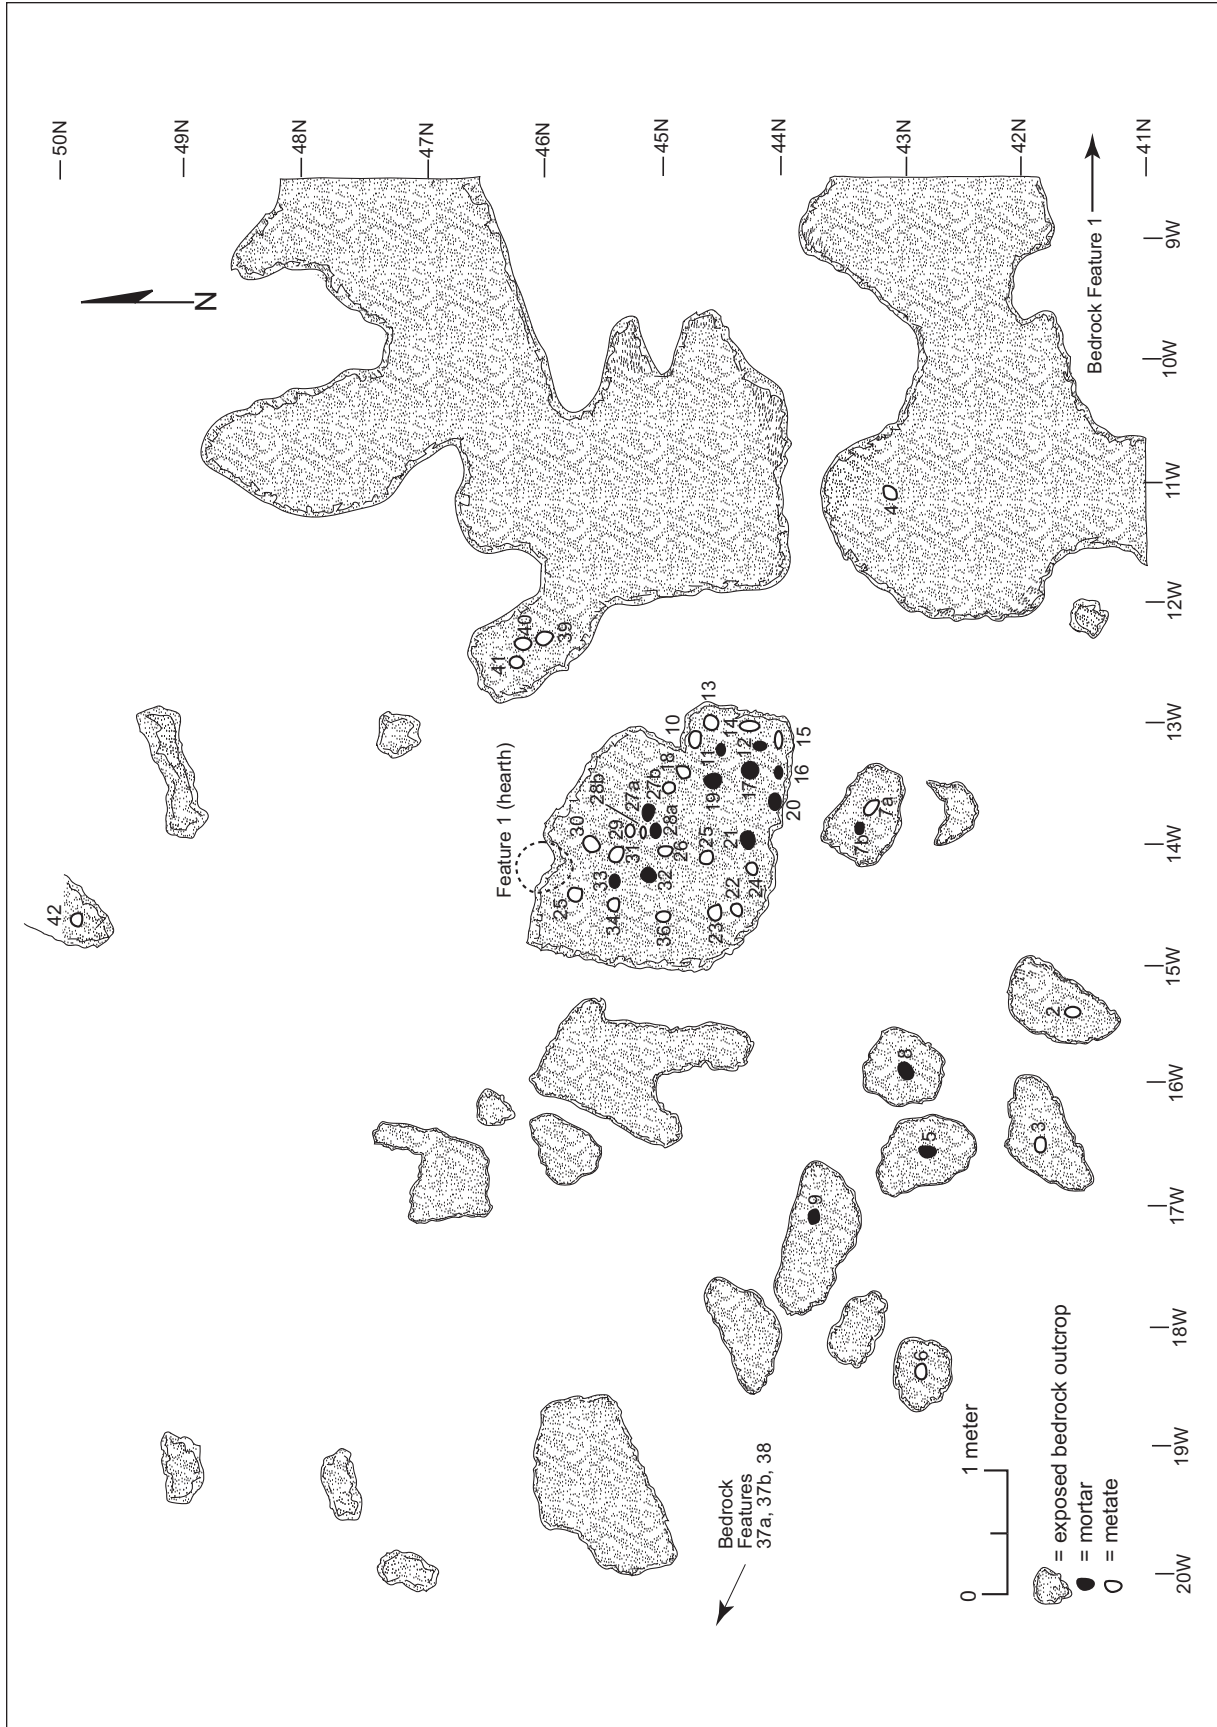 50N
49N
48N
47N
46N
45N
44N
43N
42N
41N
N
42
41
40
39
Feature 1 (hearth)
30
28b
27a
27b
18
10
13
11
14
12
15
25
33
29
31
28a
26
25
19
17
16
20
34
36
32
21
23
22
24
4
7b
7a
8
5
9
6
3
2
Bedrock Feature 1
Bedrock
Features
37a, 37b, 38
0
1 meter
= exposed bedrock outcrop
= mortar
= metate
20W
19W
18W
17W
16W
15W
14W
13W
12W
11W
10W
9W